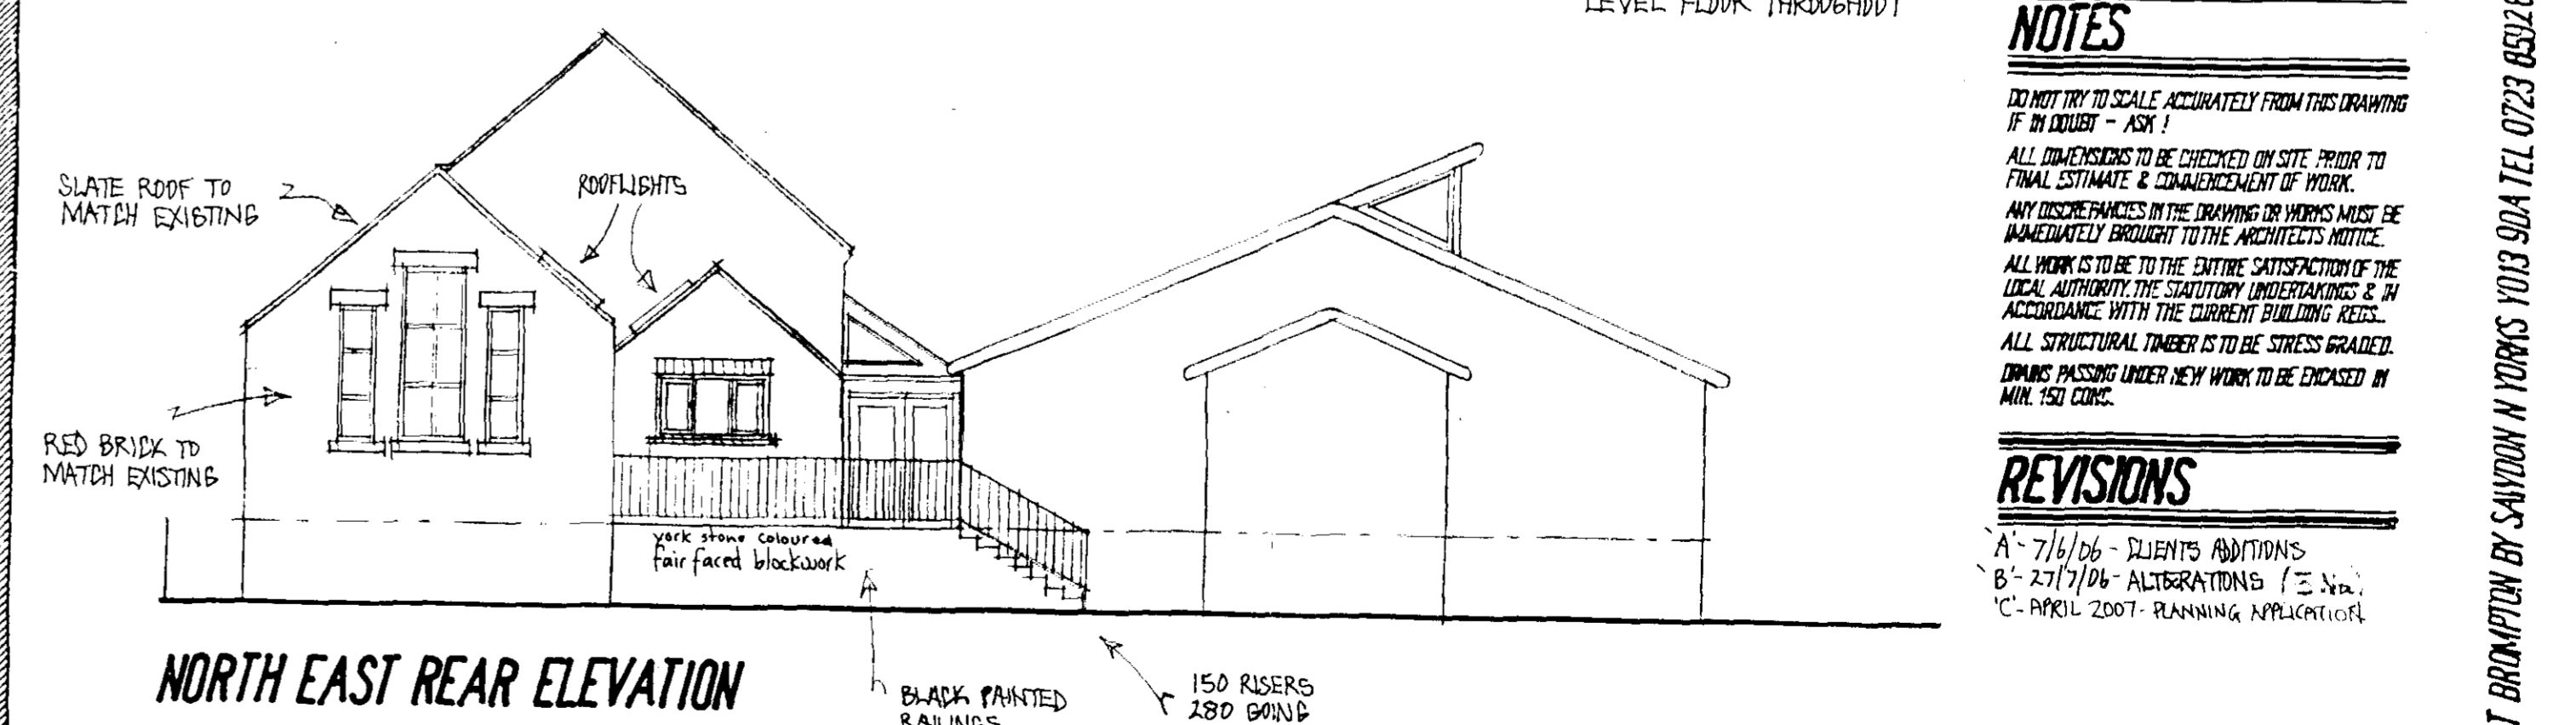 LEVEL FLOOR THROUGHOUT
SLATE ROOF TO
MATCH EXISTING
ROOFLIGHTS
RED BRICK TO
MATCH EXISTING
york stone coloured
fair faced blockwork
NORTH EAST REAR ELEVATION
BLACK PAINTED
RAILINGS
150 RISERS
280 GOING
NOTES
DO NOT TRY TO SCALE ACCURATELY FROM THIS DRAWING
IF IN DOUBT - ASK !
ALL DIMENSIONS TO BE CHECKED ON SITE PRIOR TO
FINAL ESTIMATE & COMMENCEMENT OF WORK.
ANY DISCREPANCIES IN THE DRAWING OR WORKS MUST BE
IMMEDIATELY BROUGHT TO THE ARCHITECTS NOTICE.
ALL WORK IS TO BE TO THE ENTIRE SATISFACTION OF THE
LOCAL AUTHORITY. THE STATUTORY UNDERTAKINGS & IN
ACCORDANCE WITH THE CURRENT BUILDING REGS..
ALL STRUCTURAL TIMBER IS TO BE STRESS GRADED.
DRAINS PASSING UNDER NEW WORK TO BE ENCASED IN
MIN. 150 CONC.
REVISIONS
'A'- 7/6/06 - CLIENTS ADDITIONS
'B'- 27/7/06 - ALTERATIONS
'C'- APRIL 2007- PLANNING APPLICATION
BROMPTON BY SAWDON N YORKS YO13 9DA TEL 0723